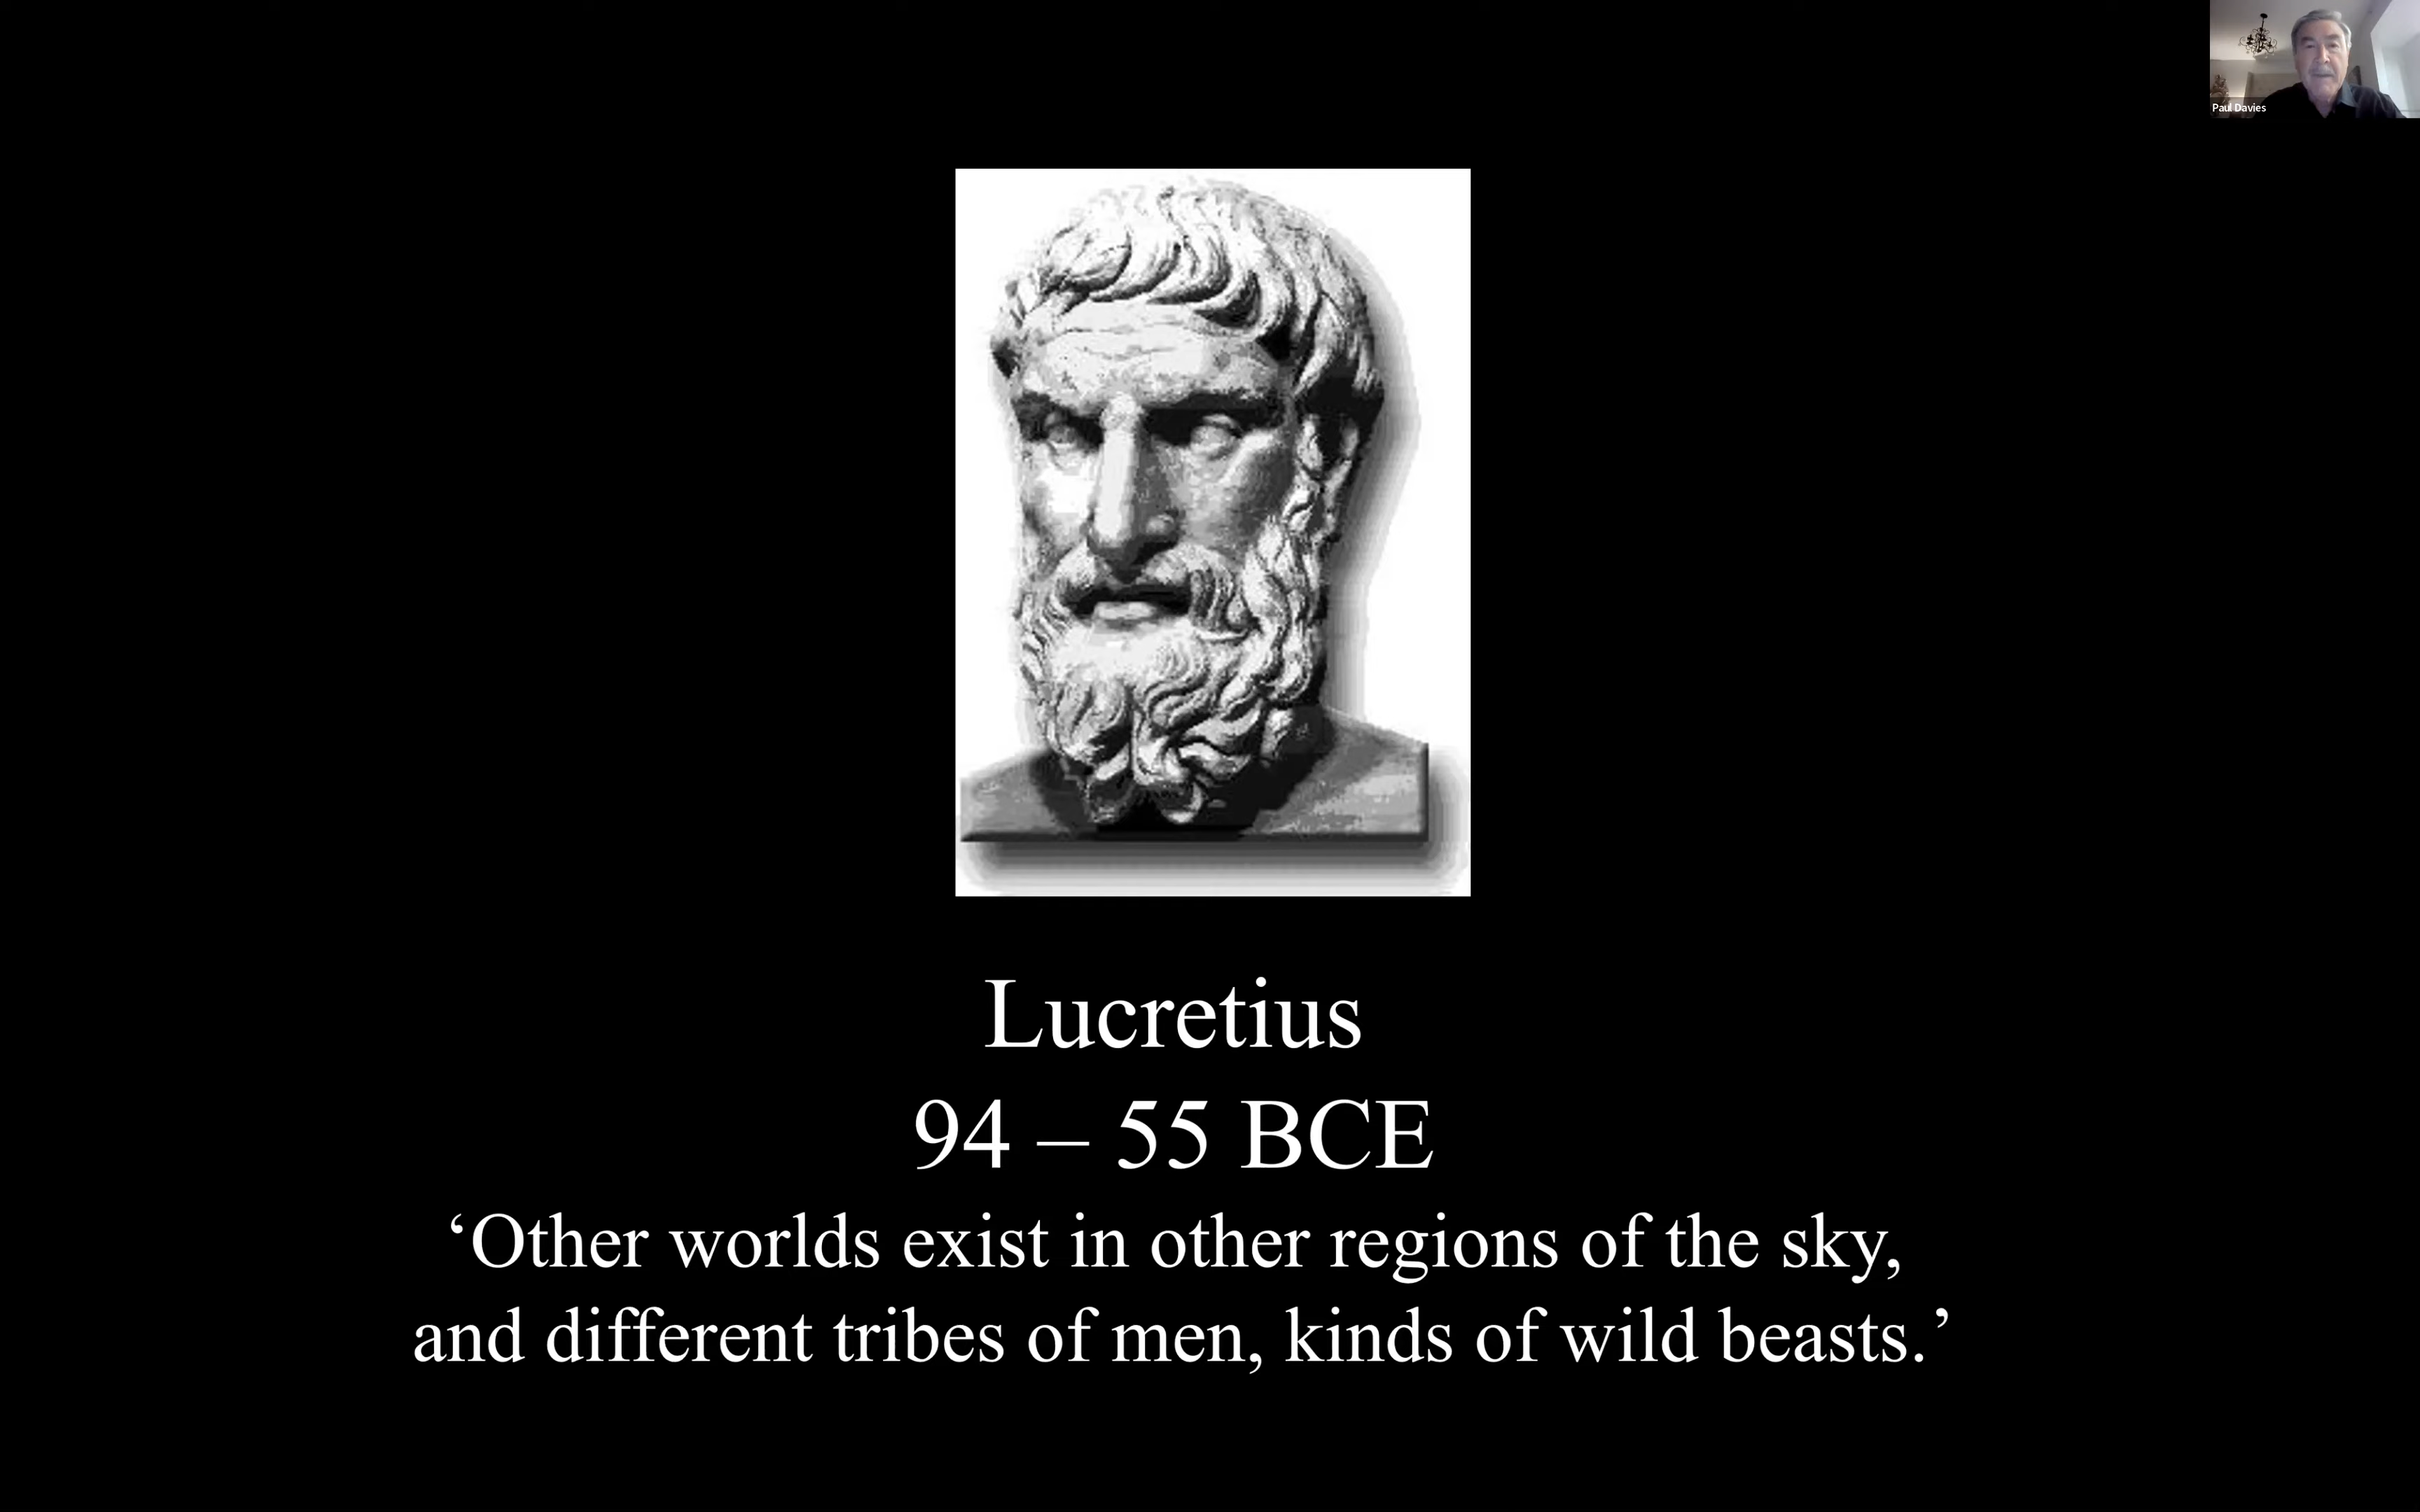 Paul Davies
Lucretius
94 – 55 BCE
‘Other worlds exist in other regions of the sky,
and different tribes of men, kinds of wild beasts.’